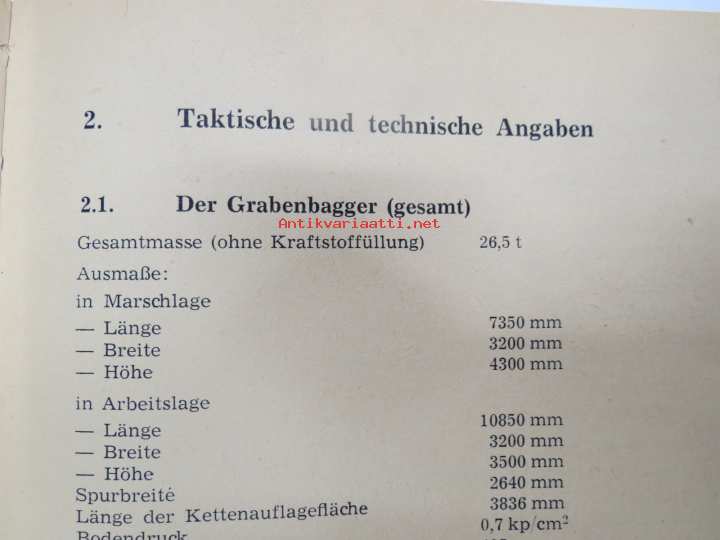 2. Taktische und technische Angaben
2.1. Der Grabenbagger (gesamt)
Antikvariaatti.net
Gesamtmasse (ohne Kraftstoffüllung) 26,5 t
Ausmaße:
in Marschlage
— Länge 7350 mm
— Breite 3200 mm
— Höhe 4300 mm
in Arbeitslage
— Länge 10850 mm
— Breite 3200 mm
— Höhe 3500 mm
Spurbreite 2640 mm
Länge der Kettenauflagefläche 3836 mm
Bodendruck 0,7 kp/cm²